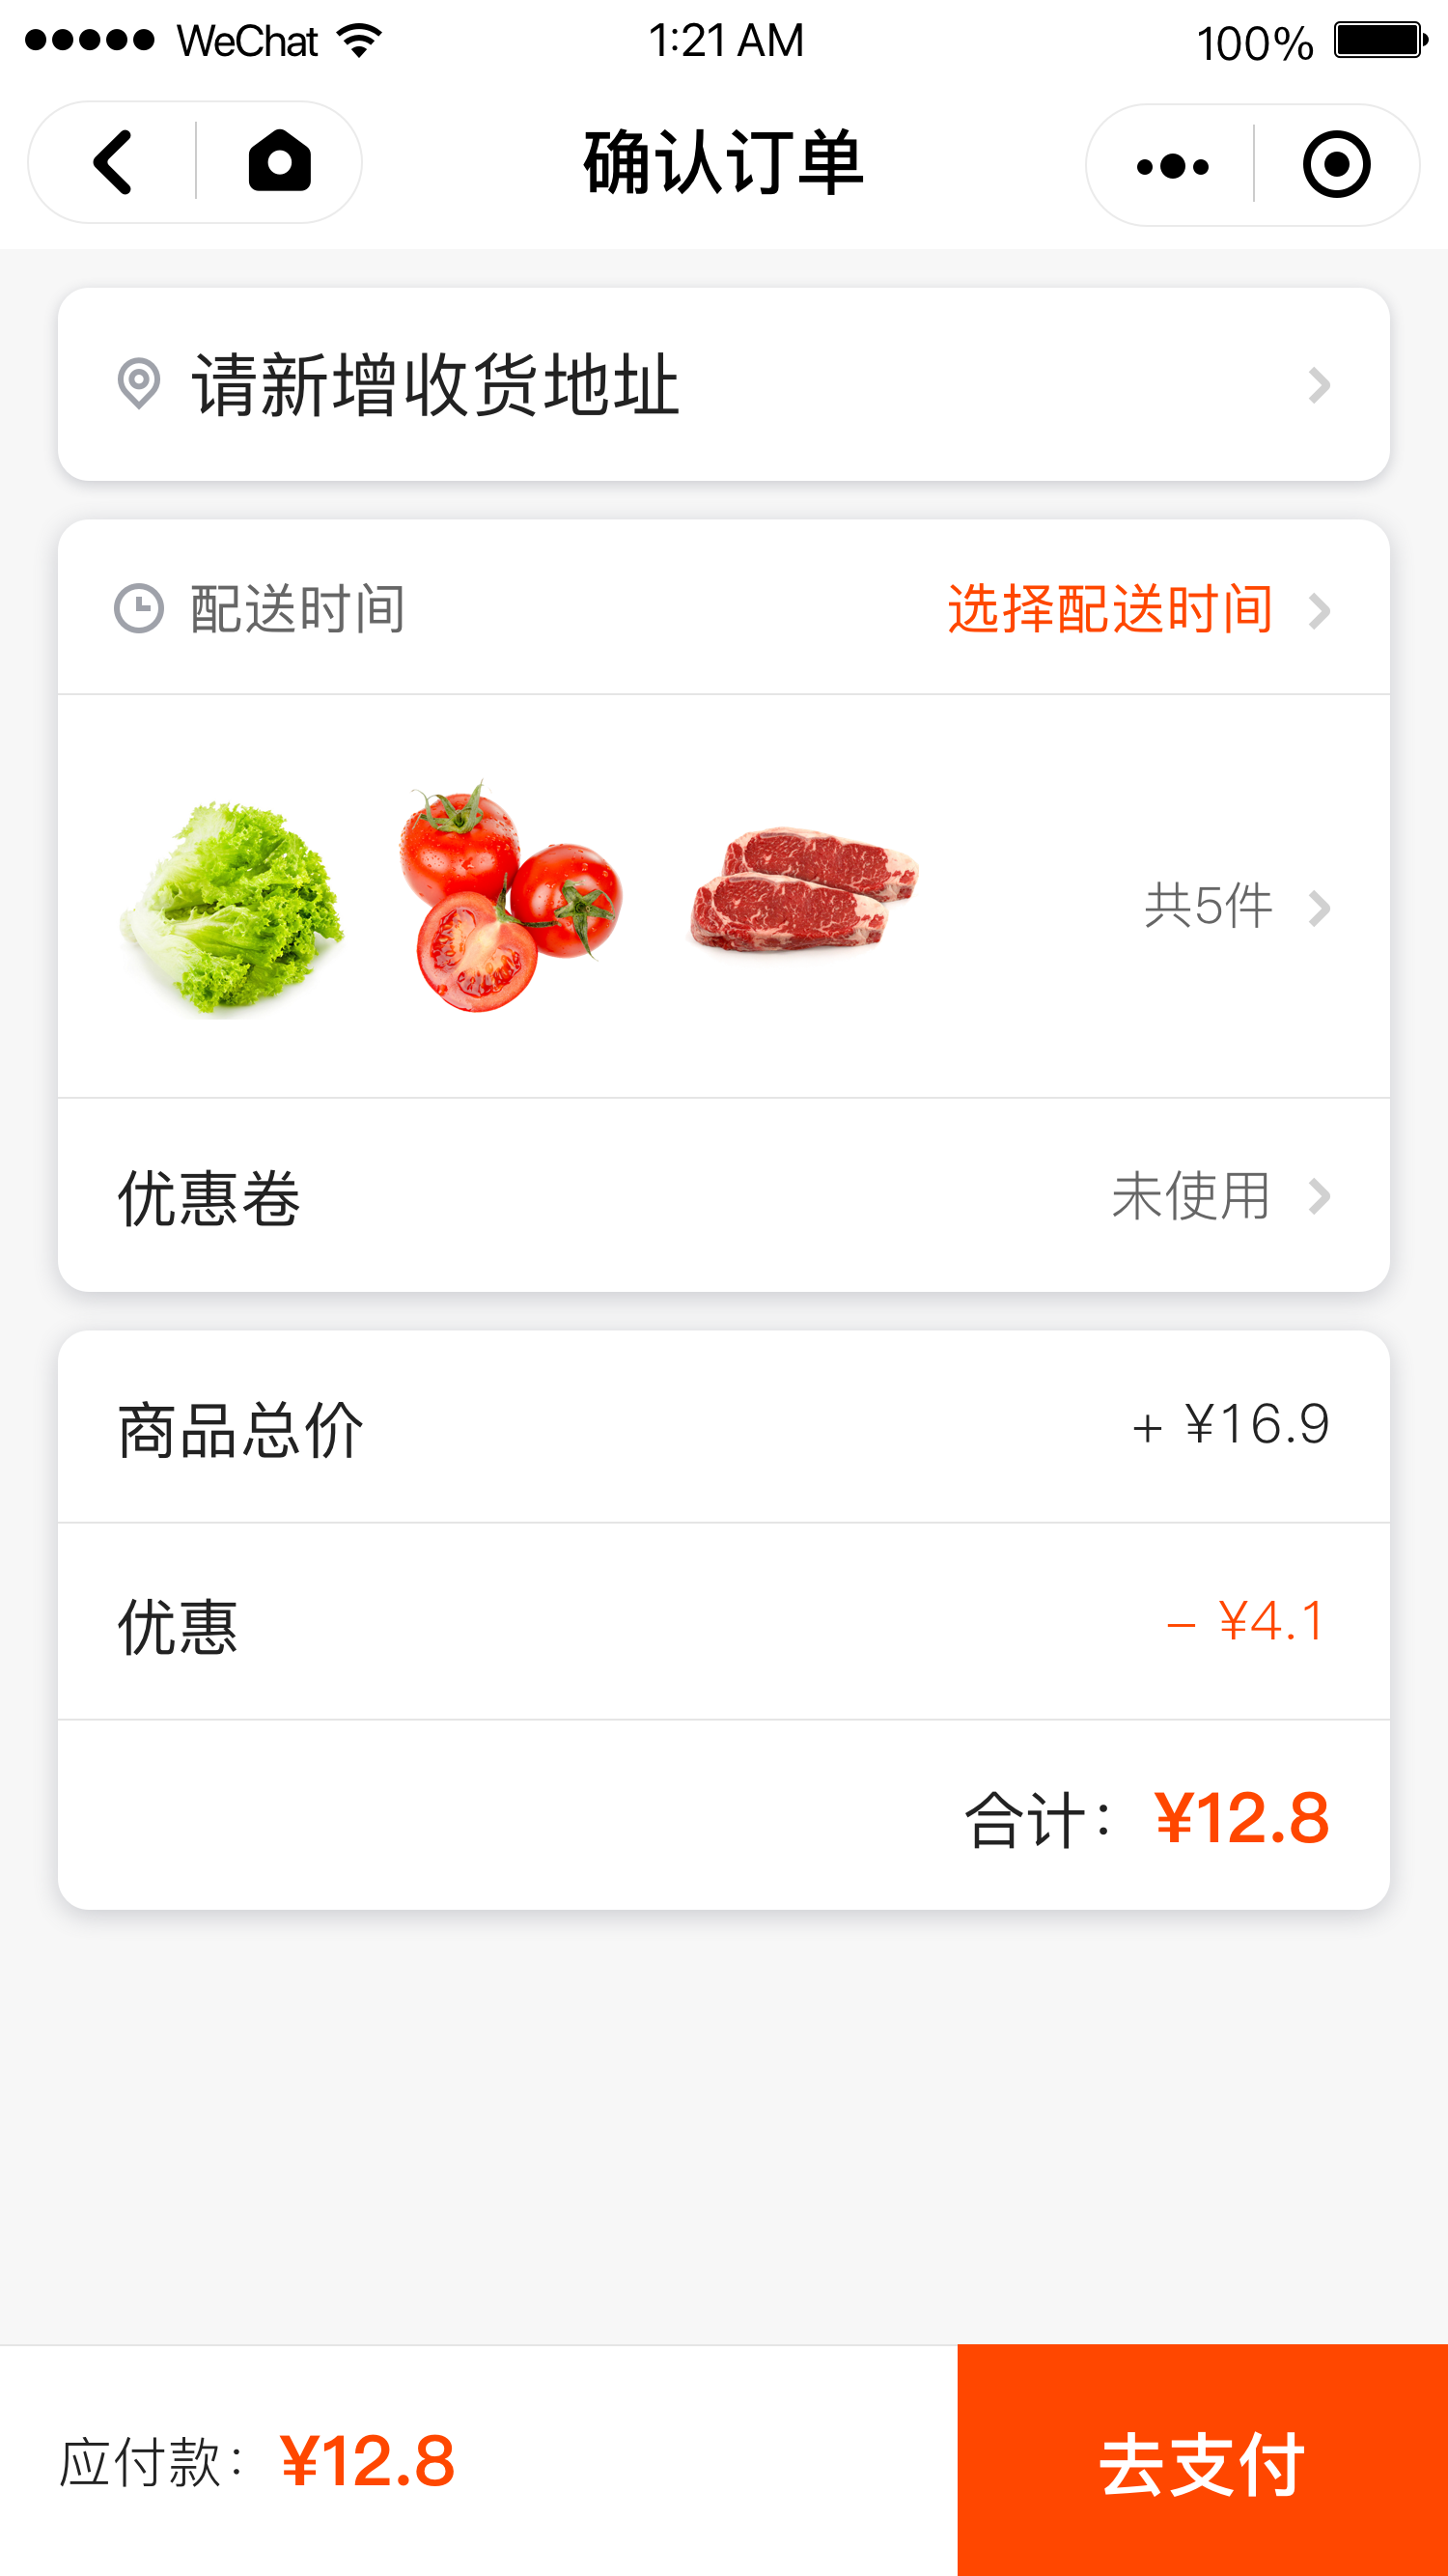 WeChat 1:21 AM 100%
确认订单
请新增收货地址
配送时间 选择配送时间
共5件
优惠卷 未使用
商品总价 + ¥16.9
优惠 – ¥4.1
合计：¥12.8
应付款：¥12.8 去支付